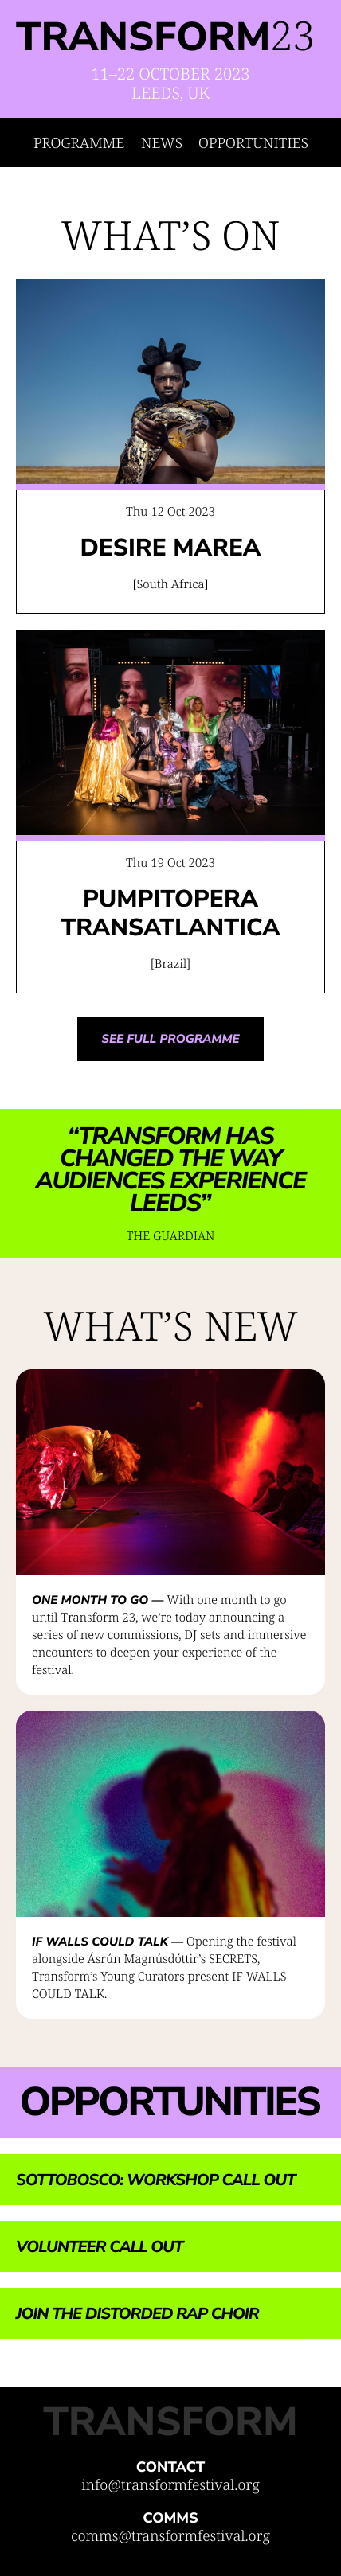 TRANSFORM23
11–22 OCTOBER 2023
LEEDS, UK
PROGRAMME NEWS OPPORTUNITIES
WHAT’S ON
Thu 12 Oct 2023
DESIRE MAREA
[South Africa]
Thu 19 Oct 2023
PUMPITOPERA
TRANSATLANTICA
[Brazil]
SEE FULL PROGRAMME
“TRANSFORM HAS
CHANGED THE WAY
AUDIENCES EXPERIENCE
LEEDS”
THE GUARDIAN
WHAT’S NEW
ONE MONTH TO GO — With one month to go
until Transform 23, we’re today announcing a
series of new commissions, DJ sets and immersive
encounters to deepen your experience of the
festival.
IF WALLS COULD TALK — Opening the festival
alongside Ásrún Magnúsdóttir’s SECRETS,
Transform’s Young Curators present IF WALLS
COULD TALK.
OPPORTUNITIES
SOTTOBOSCO: WORKSHOP CALL OUT
VOLUNTEER CALL OUT
JOIN THE DISTORDED RAP CHOIR
TRANSFORM
CONTACT
info@transformfestival.org
COMMS
comms@transformfestival.org